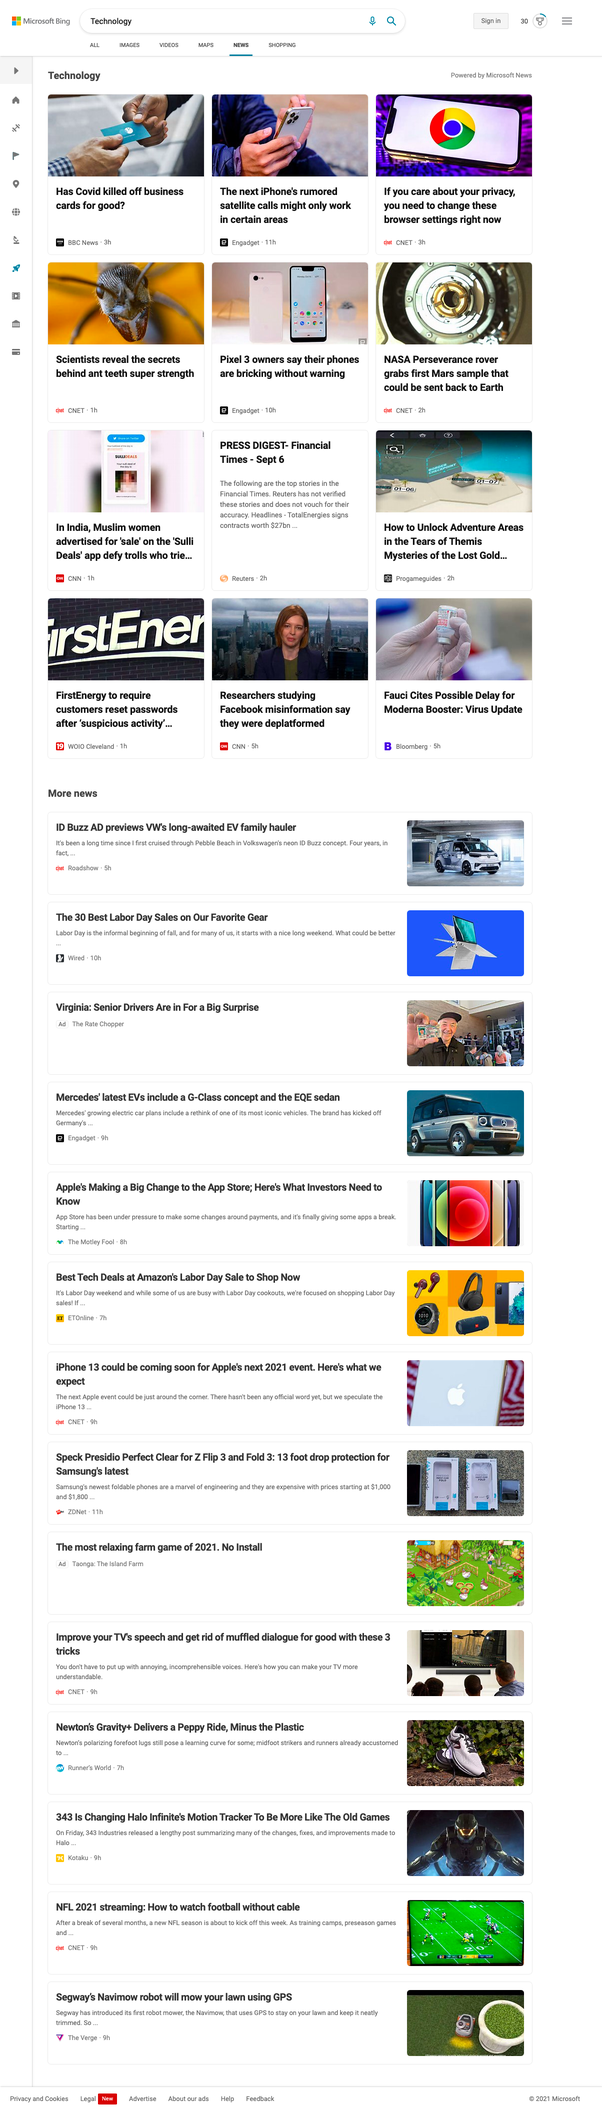 Microsoft Bing
Technology
Sign in
30
ALL
IMAGES
VIDEOS
MAPS
NEWS
SHOPPING
Technology
Powered by Microsoft News
Has Covid killed off business
cards for good?
BBC News · 3h
The next iPhone's rumored
satellite calls might only work
in certain areas
Engadget · 11h
If you care about your privacy,
you need to change these
browser settings right now
CNET · 3h
Scientists reveal the secrets
behind ant teeth super strength
CNET · 1h
Pixel 3 owners say their phones
are bricking without warning
Engadget · 10h
NASA Perseverance rover
grabs first Mars sample that
could be sent back to Earth
CNET · 2h
SULLIDEALS
In India, Muslim women
advertised for 'sale' on the 'Sulli
Deals' app defy trolls who trie...
CNN · 1h
PRESS DIGEST- Financial
Times - Sept 6
The following are the top stories in the
Financial Times. Reuters has not verified
these stories and does not vouch for their
accuracy. Headlines - TotalEnergies signs
contracts worth $27bn ...
Reuters · 2h
01-06
01-07
How to Unlock Adventure Areas
in the Tears of Themis
Mysteries of the Lost Gold...
Progameguides · 2h
irstEner
FirstEnergy to require
customers reset passwords
after 'suspicious activity'...
WOIO Cleveland · 1h
Researchers studying
Facebook misinformation say
they were deplatformed
CNN · 5h
Fauci Cites Possible Delay for
Moderna Booster: Virus Update
Bloomberg · 5h
More news
ID Buzz AD previews VW's long-awaited EV family hauler
It's been a long time since I first cruised through Pebble Beach in Volkswagen's neon ID Buzz concept. Four years, in
fact, ...
Roadshow · 5h
The 30 Best Labor Day Sales on Our Favorite Gear
Labor Day is the informal beginning of fall, and for many of us, it starts with a nice long weekend. What could be better
...
Wired · 10h
Virginia: Senior Drivers Are in For a Big Surprise
Ad The Rate Chopper
Mercedes' latest EVs include a G-Class concept and the EQE sedan
Mercedes' growing electric car plans include a rethink of one of its most iconic vehicles. The brand has kicked off
Germany's ...
Engadget · 9h
Apple's Making a Big Change to the App Store; Here's What Investors Need to
Know
App Store has been under pressure to make some changes around payments, and it's finally giving some apps a break.
Starting ...
The Motley Fool · 8h
Best Tech Deals at Amazon's Labor Day Sale to Shop Now
It's Labor Day weekend and while some of us are busy with Labor Day cookouts, we're focused on shopping Labor Day
sales! If ...
ETOnline · 7h
iPhone 13 could be coming soon for Apple's next 2021 event. Here's what we
expect
The next Apple event could be just around the corner. There hasn't been any official word yet, but we speculate the
iPhone 13 ...
CNET · 9h
Speck Presidio Perfect Clear for Z Flip 3 and Fold 3: 13 foot drop protection for
Samsung's latest
Samsung's newest foldable phones are a marvel of engineering and they are expensive with prices starting at $1,000
and $1,800 ...
ZDNet · 11h
The most relaxing farm game of 2021. No Install
Ad Taonga: The Island Farm
Improve your TV's speech and get rid of muffled dialogue for good with these 3
tricks
You don't have to put up with annoying, incomprehensible voices. Here's how you can make your TV more
understandable.
CNET · 9h
Newton's Gravity+ Delivers a Peppy Ride, Minus the Plastic
Newton's polarizing forefoot lugs still pose a learning curve for some; midfoot strikers and runners already accustomed
to ...
Runner's World · 7h
343 Is Changing Halo Infinite's Motion Tracker To Be More Like The Old Games
On Friday, 343 Industries released a lengthy post summarizing many of the changes, fixes, and improvements made to
Halo ...
Kotaku · 9h
NFL 2021 streaming: How to watch football without cable
After a break of several months, a new NFL season is about to kick off this week. As training camps, preseason games
and ...
CNET · 9h
Segway's Navimow robot will mow your lawn using GPS
Segway has introduced its first robot mower, the Navimow, that uses GPS to stay on your lawn and keep it neatly
trimmed. So ...
The Verge · 9h
Privacy and Cookies
Legal New
Advertise
About our ads
Help
Feedback
© 2021 Microsoft